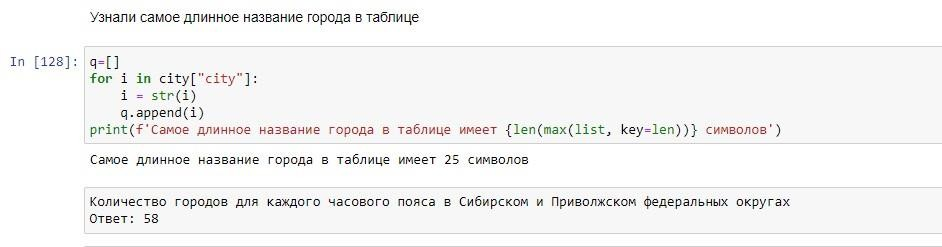 Узнали самое длинное название города в таблице
In [128]: q=[]
for i in city["city"]:
    i = str(i)
    q.append(i)
print(f'Самое длинное название города в таблице имеет {len(max(list, key=len))} символов')
Самое длинное название города в таблице имеет 25 символов
Количество городов для каждого часового пояса в Сибирском и Приволжском федеральных округах
Ответ: 58